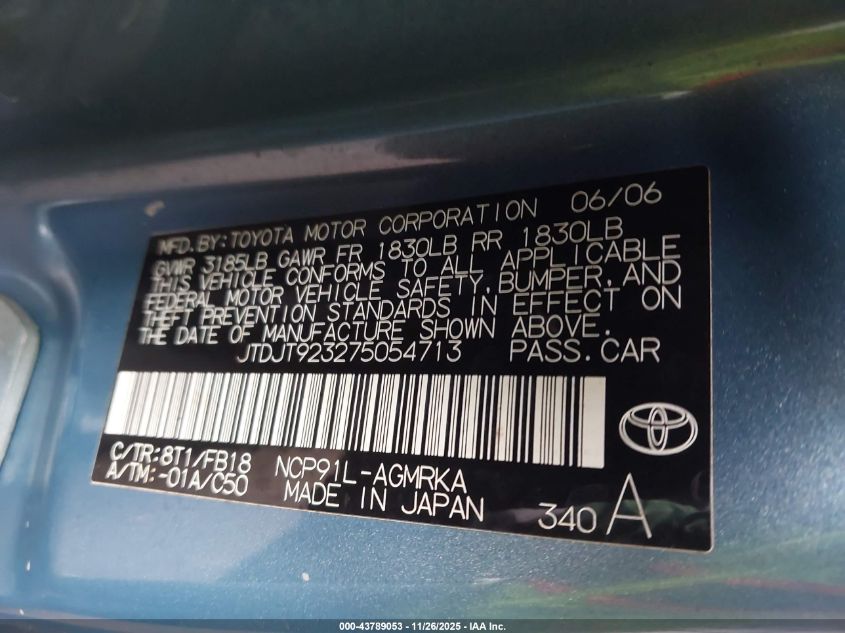 MFD. BY: TOYOTA MOTOR CORPORATION 06/06
GVWR 3185LB GAWR FR 1830LB RR 1830LB
THIS VEHICLE CONFORMS TO ALL APPLICABLE
FEDERAL MOTOR VEHICLE SAFETY, BUMPER, AND
THEFT PREVENTION STANDARDS IN EFFECT ON
THE DATE OF MANUFACTURE SHOWN ABOVE.
JTDJT923275054713 PASS.CAR
C/TR:8T1/FB18 NCP91L-AGMRKA
A/TM:-01A/C50 MADE IN JAPAN 340 A
000-43789053 - 11/26/2025 - IAA Inc.